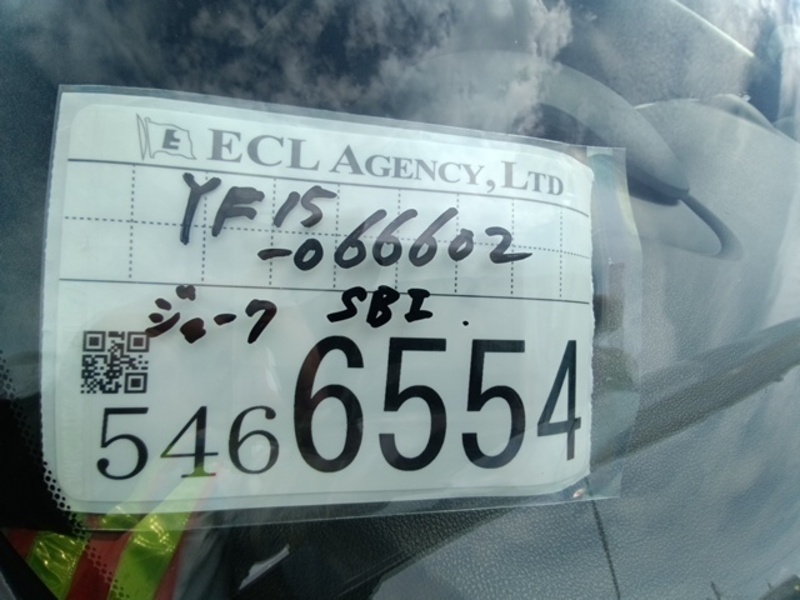 E ECL AGENCY, LTD
YF15
-066602
ジューク SBI.
5466554